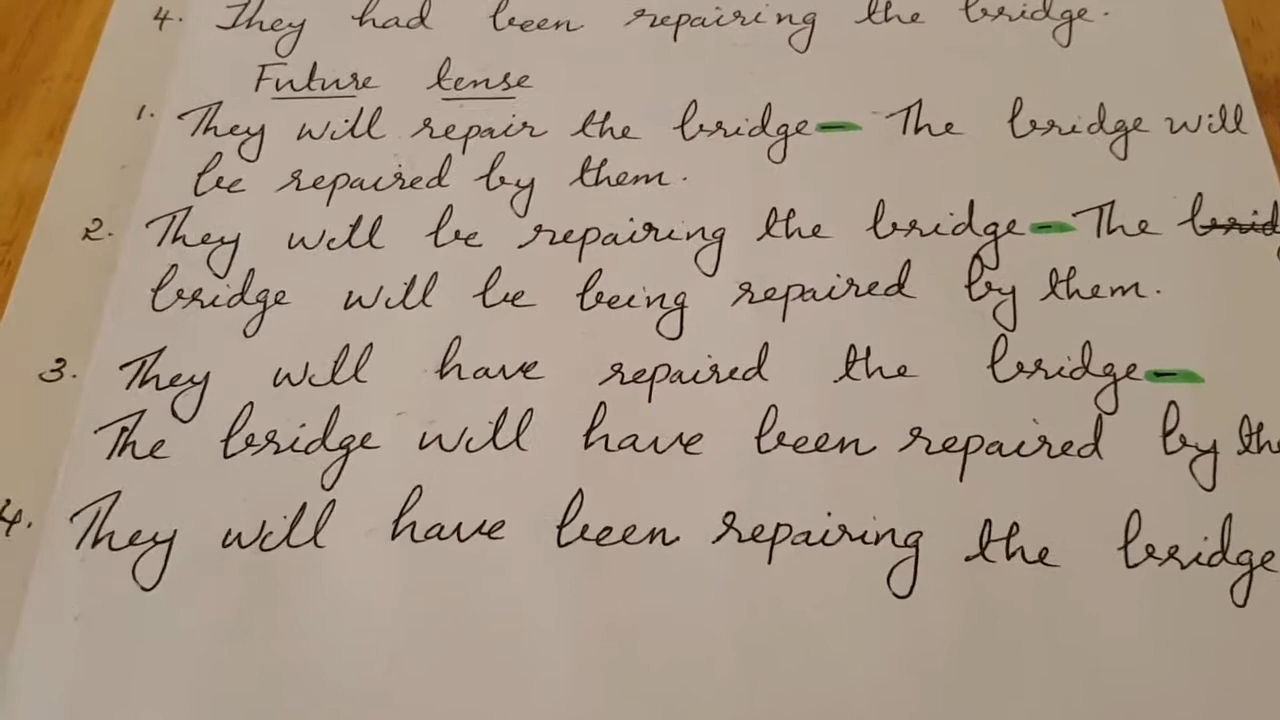 4. They had been repairing the bridge.
Future tense
1. They will repair the bridge - The bridge will
be repaired by them.
2. They will be repairing the bridge - The brid
bridge will be being repaired by them.
3. They will have repaired the bridge -
The bridge will have been repaired by the
4. They will have been repairing the bridge